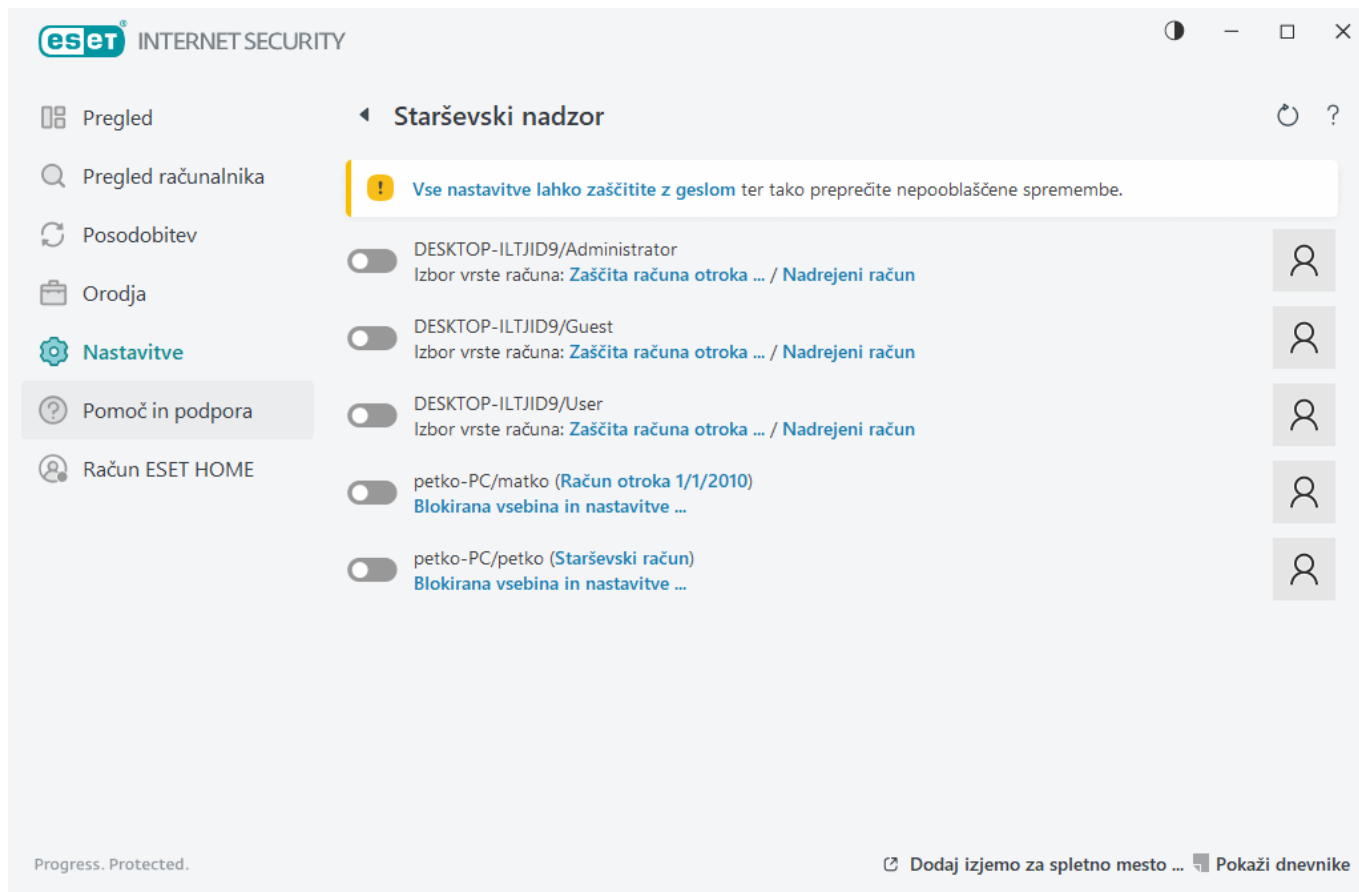 eseT® INTERNET SECURITY
Pregled
Pregled računalnika
Posodobitev
Orodja
Nastavitve
Pomoč in podpora
Račun ESET HOME
Starševski nadzor
?
! Vse nastavitve lahko zaščitite z geslom ter tako preprečite nepooblaščene spremembe.
DESKTOP-ILTJID9/Administrator
Izbor vrste računa: Zaščita računa otroka ... / Nadrejeni račun
DESKTOP-ILTJID9/Guest
Izbor vrste računa: Zaščita računa otroka ... / Nadrejeni račun
DESKTOP-ILTJID9/User
Izbor vrste računa: Zaščita računa otroka ... / Nadrejeni račun
petko-PC/matko (Račun otroka 1/1/2010)
Blokirana vsebina in nastavitve ...
petko-PC/petko (Starševski račun)
Blokirana vsebina in nastavitve ...
Progress. Protected.
Dodaj izjemo za spletno mesto ... Pokaži dnevnike